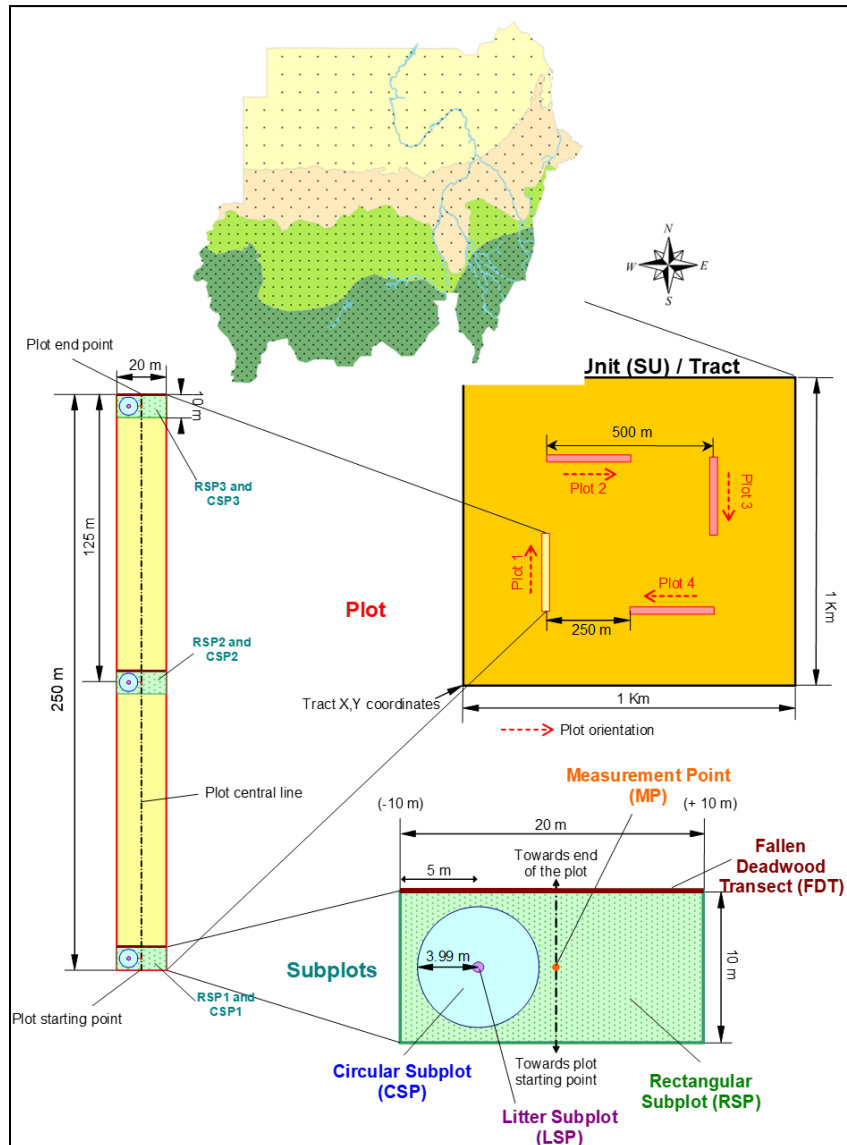 N
W
E
S
Unit (SU) / Tract
Plot end point
20 m
10 m
RSP3 and
CSP3
125 m
250 m
RSP2 and
CSP2
Plot central line
RSP1 and
CSP1
Plot starting point
Plot
500 m
Plot 2
Plot 3
Plot 1
Plot 4
250 m
1 Km
Tract X,Y coordinates
1 Km
Plot orientation
Measurement Point
(MP)
(-10 m)
(+ 10 m)
20 m
Fallen
Deadwood
Transect (FDT)
5 m
Towards end
of the plot
Subplots
3.99 m
10 m
Towards plot
starting point
Circular Subplot
(CSP)
Litter Subplot
(LSP)
Rectangular
Subplot (RSP)